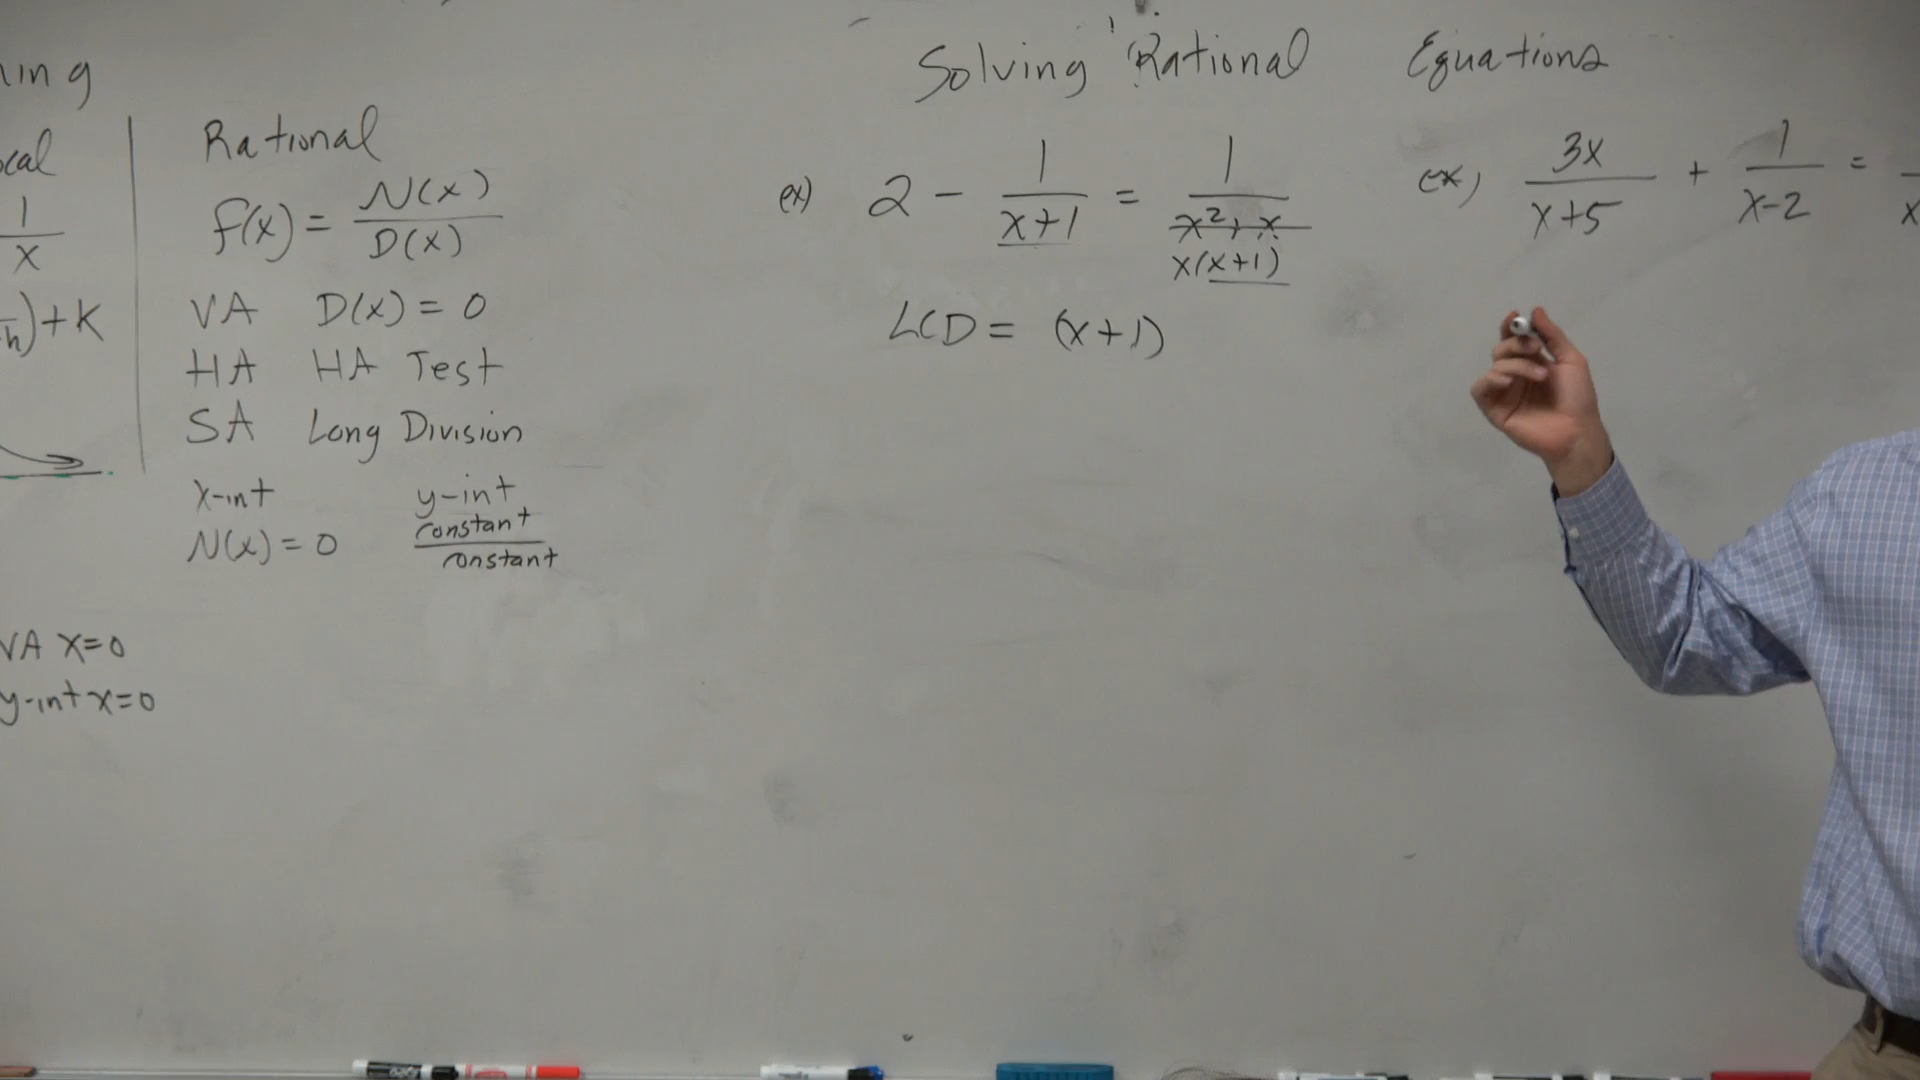 ing
cal
1
x
h)+K
VA x=0
y-int x=0
Rational
f(x) = N(x)
D(x)
VA D(x) = 0
HA HA Test
SA Long Division
x-int y-int
N(x) = 0 constant
constant
Solving Rational Equations
ex) 2 - 1/x+1 = 1/x²+x
x(x+1)
LCD = (x+1)
ex) 3x/x+5 + 1/x-2 =
x
EXPO